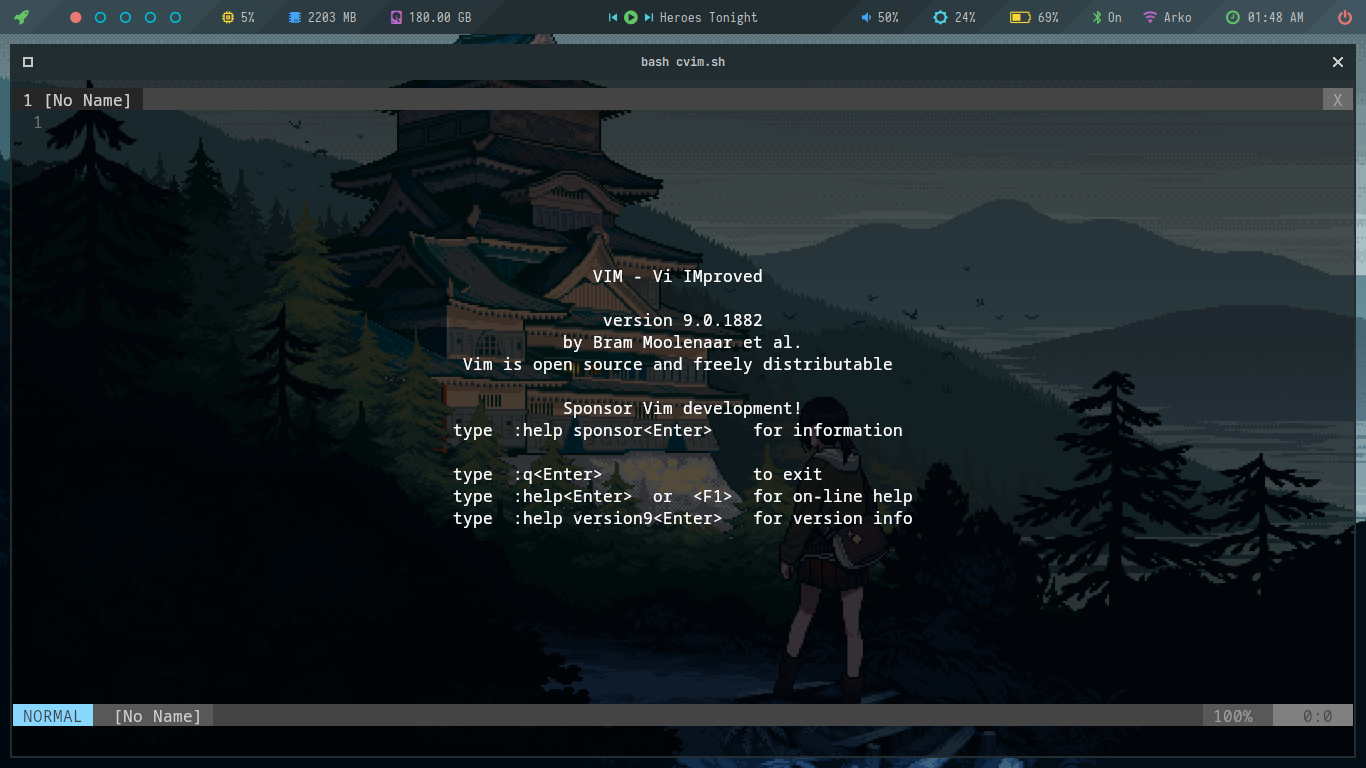 5% 2203 MB 180.00 GB Heroes Tonight 50% 24% 69% On Arko 01:48 AM
bash cvim.sh
1 [No Name] X
1
VIM - Vi IMproved
version 9.0.1882
by Bram Moolenaar et al.
Vim is open source and freely distributable
Sponsor Vim development!
type :help sponsor<Enter> for information
type :q<Enter> to exit
type :help<Enter> or <F1> for on-line help
type :help version9<Enter> for version info
NORMAL [No Name] 100% 0:0